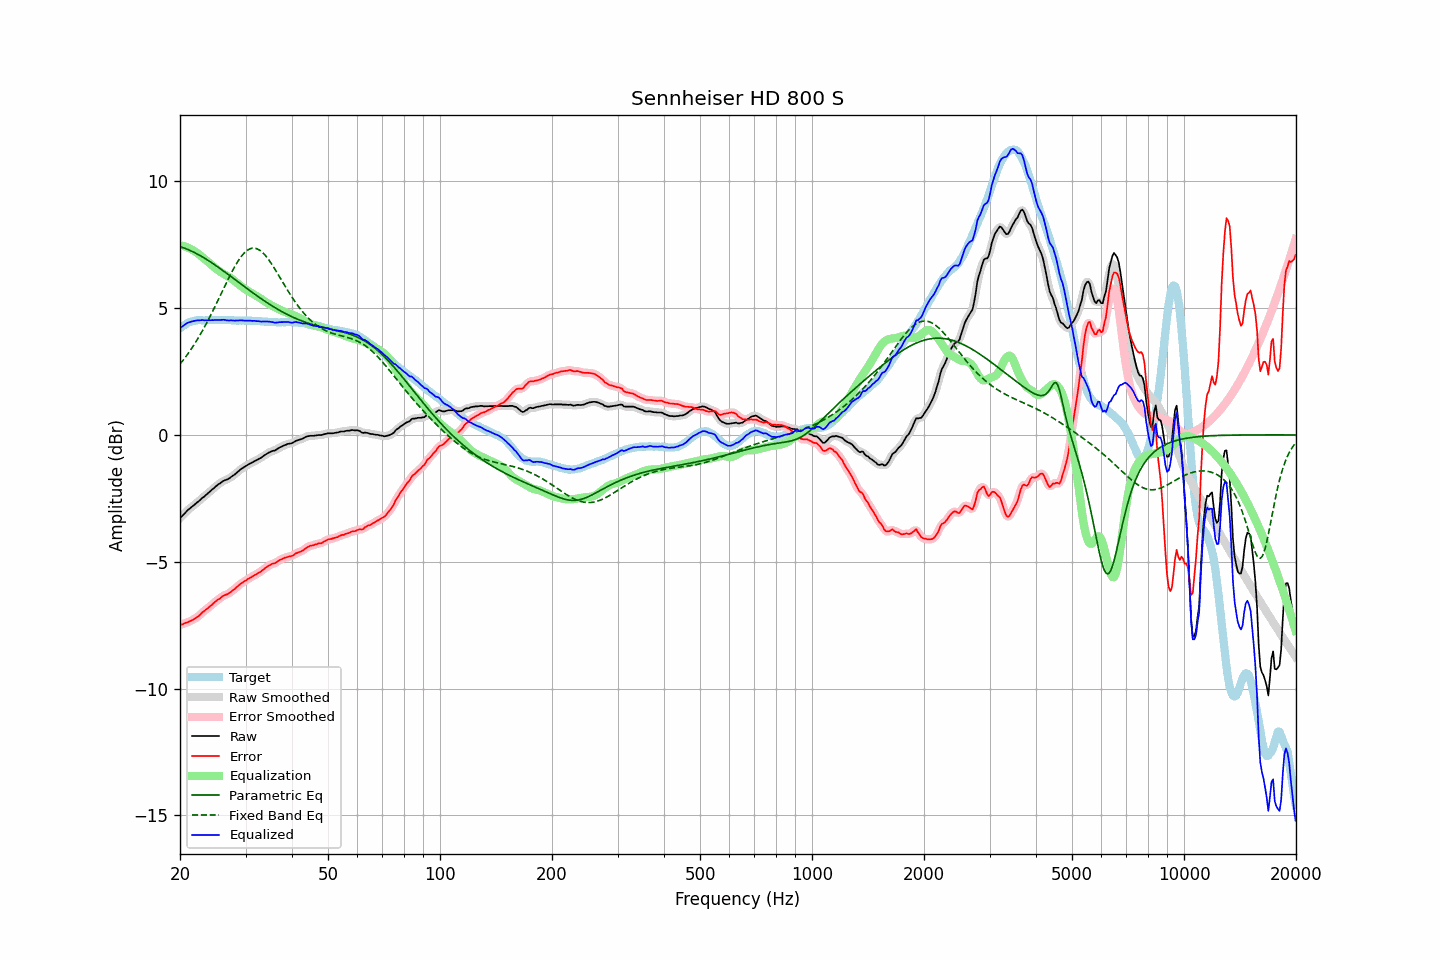 Sennheiser HD 800 S
Amplitude (dBr)
10
5
0
−5
−10
−15
Target
Raw Smoothed
Error Smoothed
Raw
Error
Equalization
Parametric Eq
Fixed Band Eq
Equalized
20 50 100 200 500 1000 2000 5000 10000 20000
Frequency (Hz)